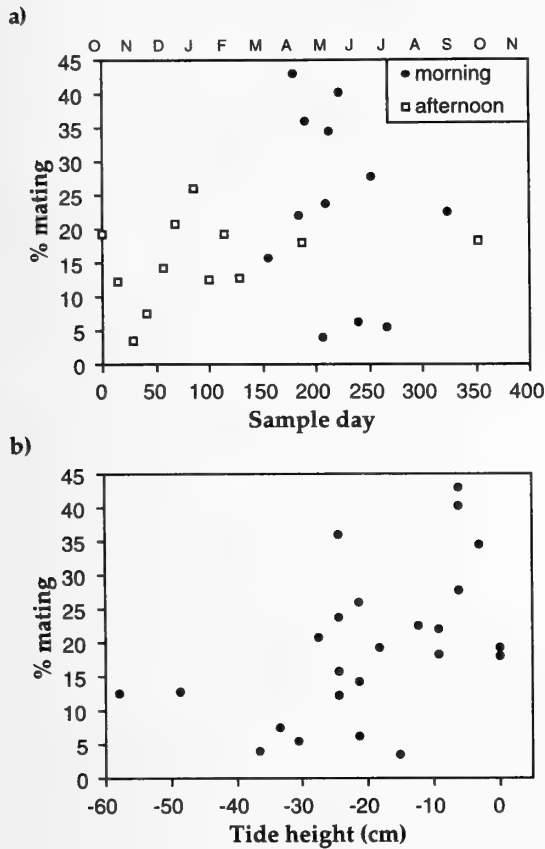 a)
O N D J F M A M J J A S O N
45
40
35
30
25
20
15
10
5
0
% mating
morning
afternoon
0 50 100 150 200 250 300 350 400
Sample day
b)
45
40
35
30
25
20
15
10
5
0
% mating
-60 -50 -40 -30 -20 -10 0
Tide height (cm)